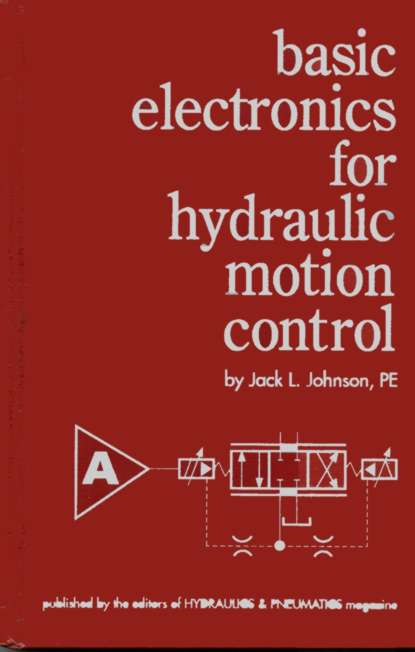 basic
electronics
for
hydraulic
motion
control
by Jack L. Johnson, PE
A
published by the editors of HYDRAULICS & PNEUMATICS magazine